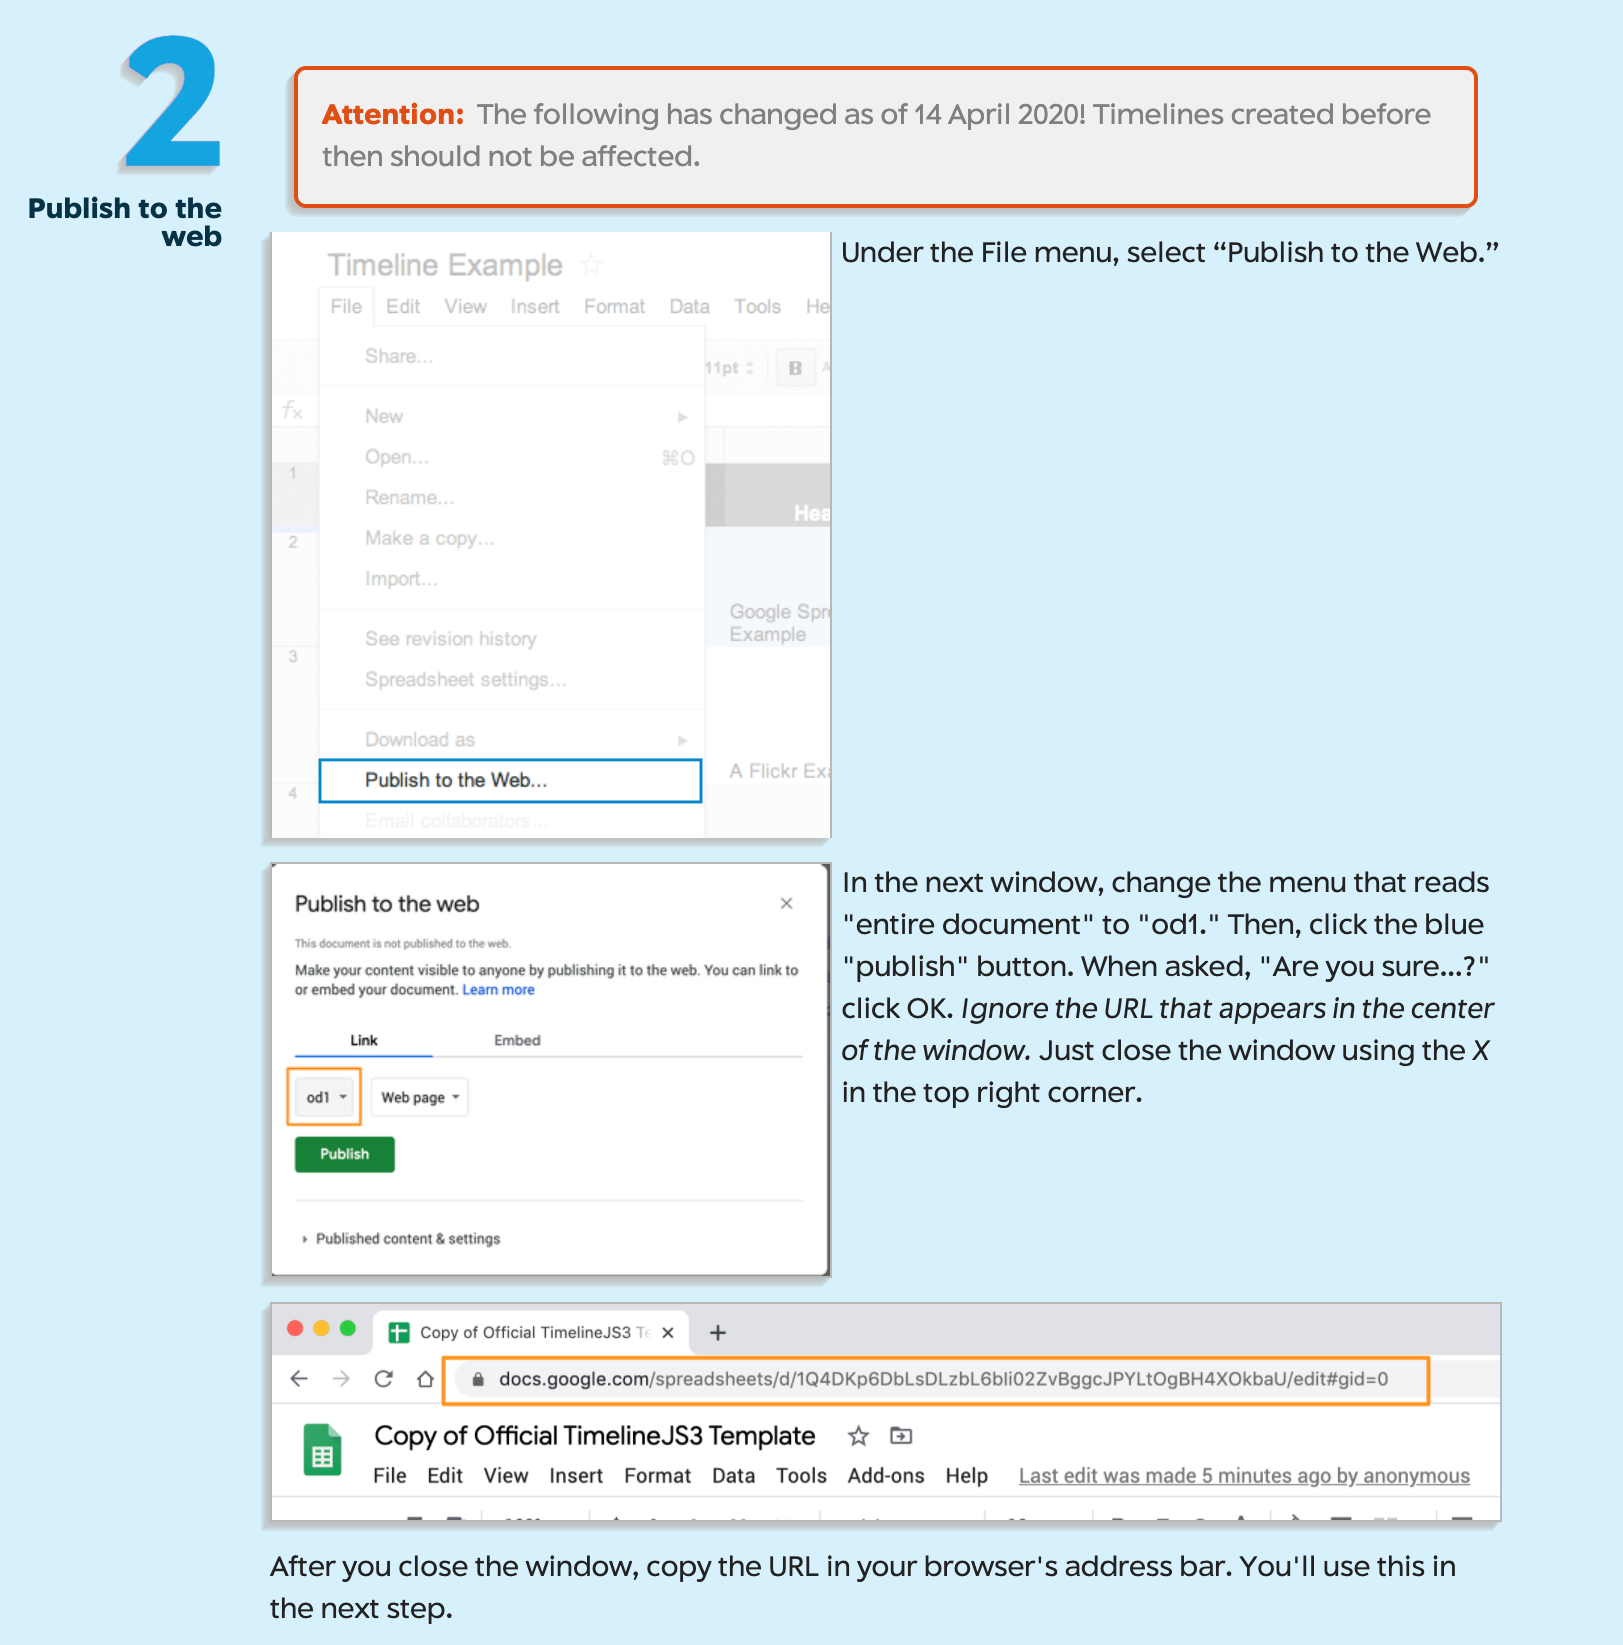 2
Publish to the
web
Attention: The following has changed as of 14 April 2020! Timelines created before
then should not be affected.
Timeline Example
File Edit View Insert Format Data Tools He
Share...
11pt B A
fx
New
Open... ⌘O
1
Rename...
Hea
Make a copy...
2
Import...
Google Spre
Example
See revision history
3
Spreadsheet settings...
Download as
A Flickr Exa
Publish to the Web...
4
Email collaborators...
Under the File menu, select “Publish to the Web.”
Publish to the web
This document is not published to the web.
Make your content visible to anyone by publishing it to the web. You can link to
or embed your document. Learn more
Link Embed
od1 Web page
Publish
Published content & settings
In the next window, change the menu that reads
"entire document" to "od1." Then, click the blue
"publish" button. When asked, "Are you sure...?"
click OK. Ignore the URL that appears in the center
of the window. Just close the window using the X
in the top right corner.
Copy of Official TimelineJS3 Te
docs.google.com/spreadsheets/d/1Q4DKp6DbLsDLzbL6bli02ZvBggcJPYLtOgBH4XOkbaU/edit#gid=0
Copy of Official TimelineJS3 Template
File Edit View Insert Format Data Tools Add-ons Help Last edit was made 5 minutes ago by anonymous
After you close the window, copy the URL in your browser's address bar. You'll use this in
the next step.